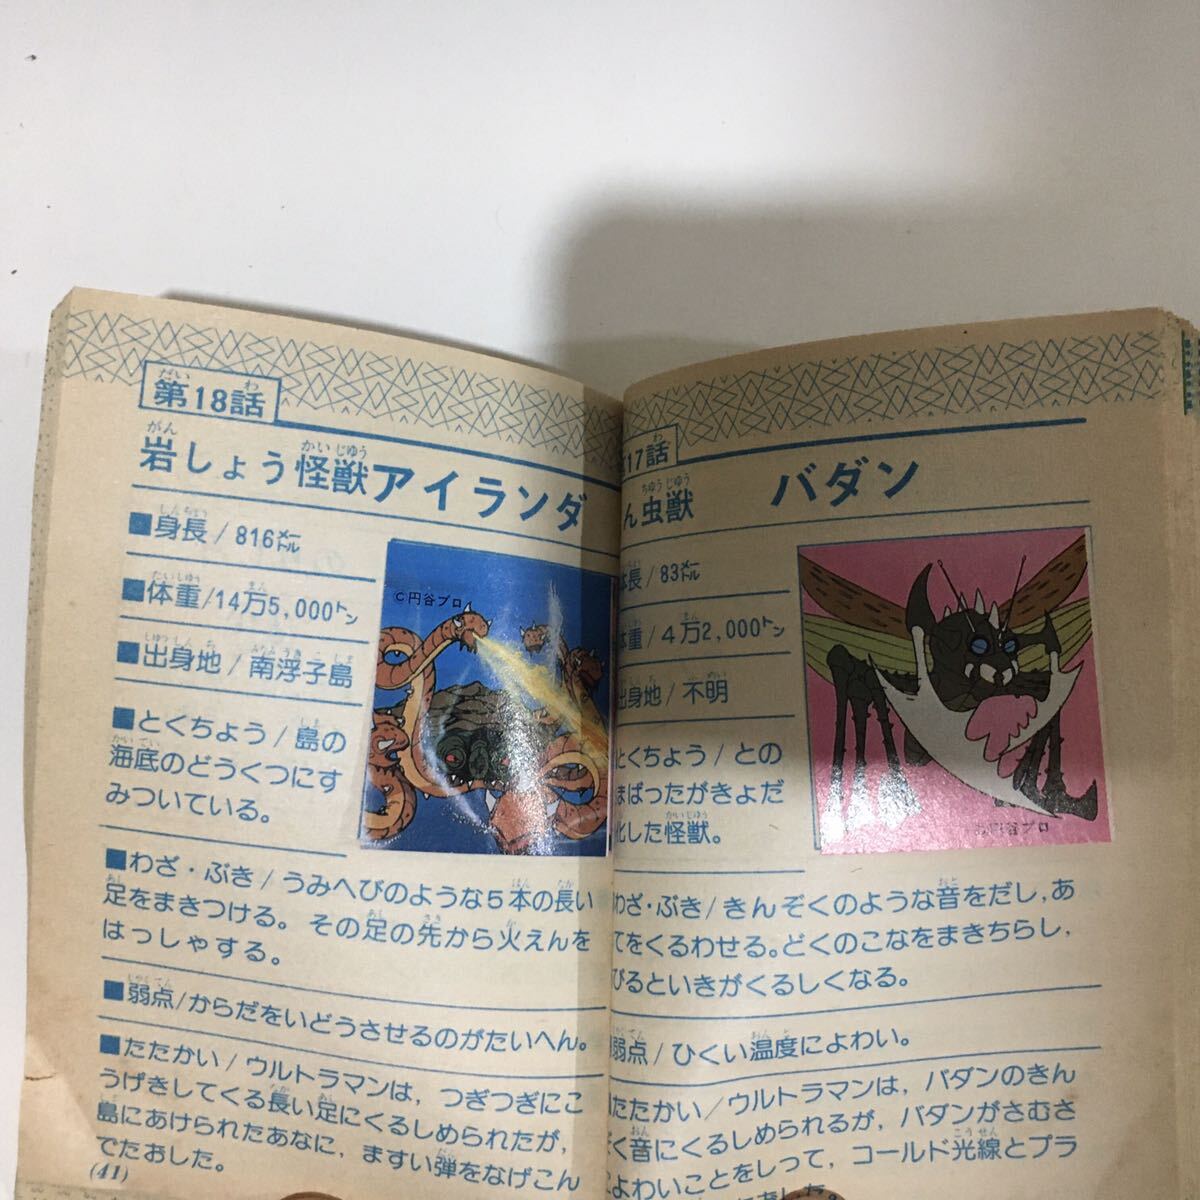 第18話
岩しょう怪獣アイランダ
■身長/816メートル
■体重/14万5,000トン
■出身地/南浮子島
■とくちょう/島の
海底のどうくつにす
みついている。
©円谷プロ
■わざ・ぶき/うみへびのような5本の長い
足をまきつける。その足の先から火えんを
はっしゃする。
■弱点/からだをいどうさせるのがたいへん。
■たたかい/ウルトラマンは,つぎつぎにこ
うげきしてくる長い足にくるしめられたが,
島にあけられたあなに,ますい弾をなげこん
でたおした。
(41)
17話
ん虫獣 バダン
体長/83メートル
体重/4万2,000トン
出身地/不明
とくちょう/との
まばったがきょだ
化した怪獣。
©円谷プロ
わざ・ぶき/きんぞくのような音をだし,あ
てをくるわせる。どくのこなをまきちらし,
びるといきがくるしくなる。
弱点/ひくい温度によわい。
たたかい/ウルトラマンは,バダンのきん
ぞく音にくるしめられるが,バダンがさむさ
によわいことをしって,コールド光線とプラ